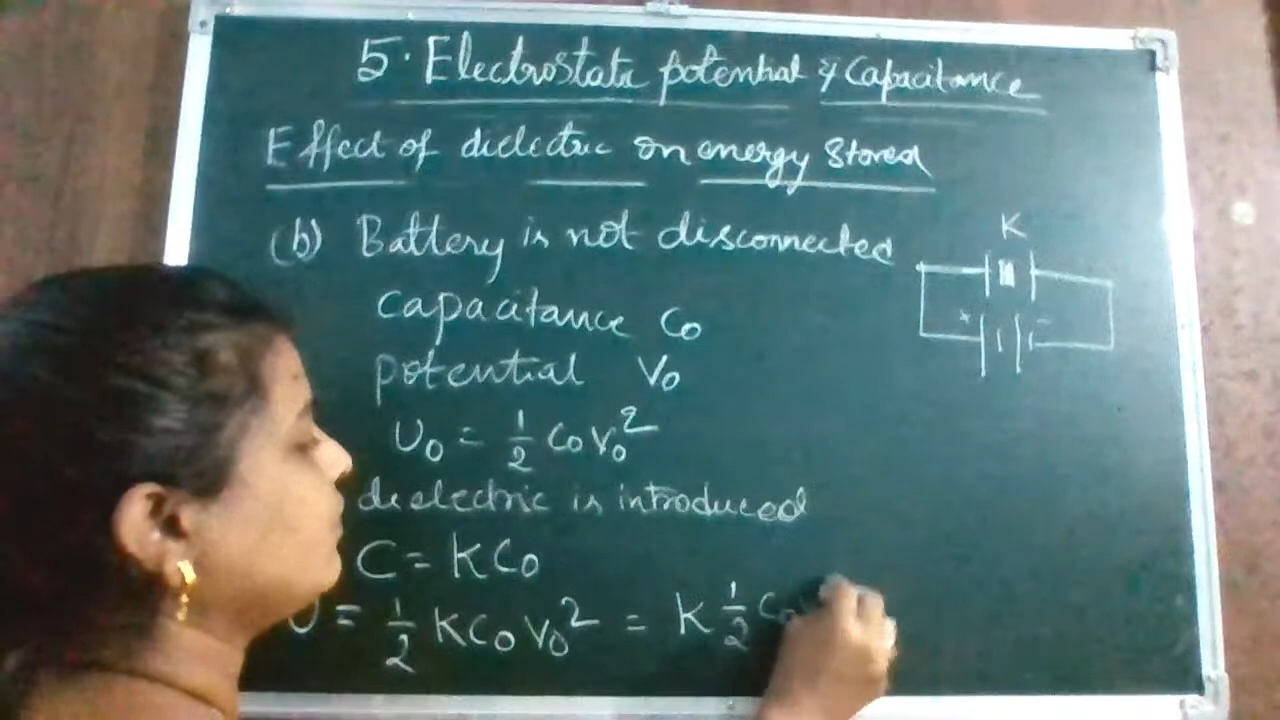 5. Electrostatic potential & Capacitance
Effect of dielectric on energy stored
(b) Battery is not disconnected
K
capacitance C₀
+ -
potential V₀
U₀ = 1/2 C₀V₀²
dielectric is introduced
C = KC₀
U = 1/2 KC₀V₀² = K 1/2 C₀